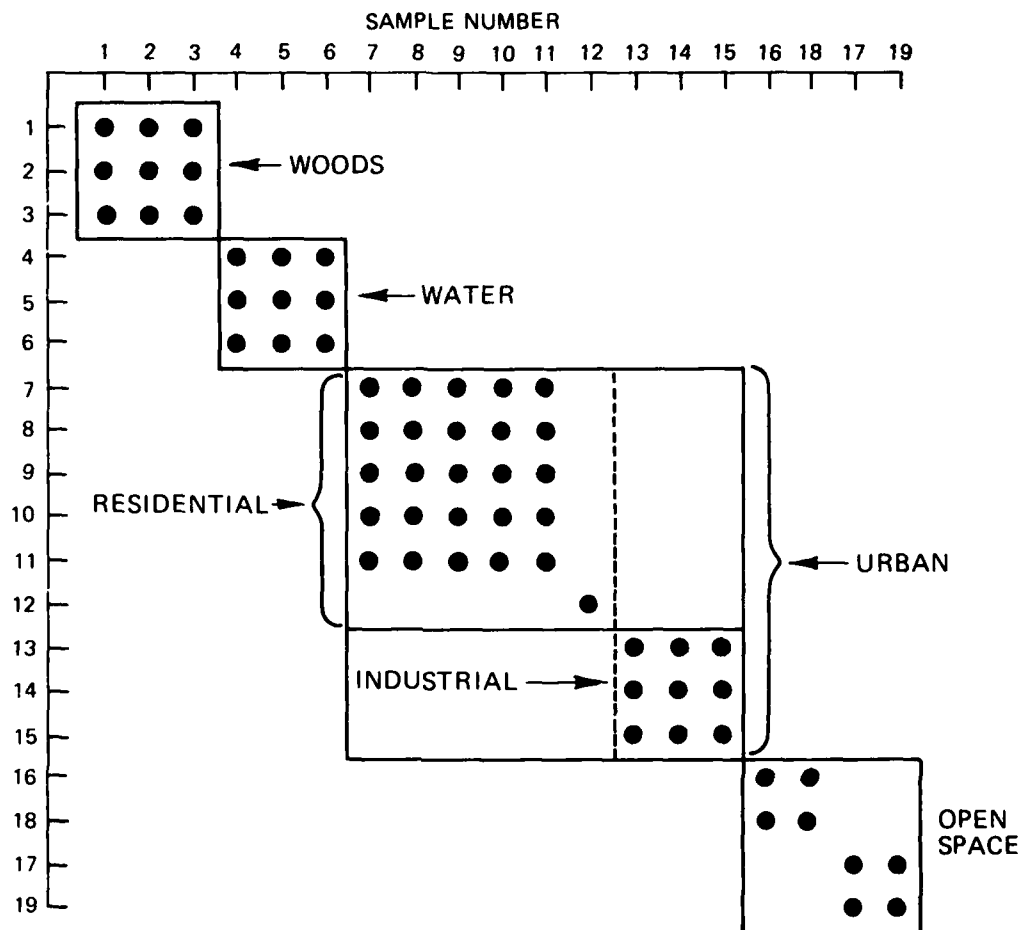 SAMPLE NUMBER
1 2 3 4 5 6 7 8 9 10 11 12 13 14 15 16 18 17 19
1
2
WOODS
3
4
WATER
5
6
7
8
9
RESIDENTIAL
10
11
URBAN
12
13
INDUSTRIAL
14
15
16
18
OPEN
SPACE
17
19